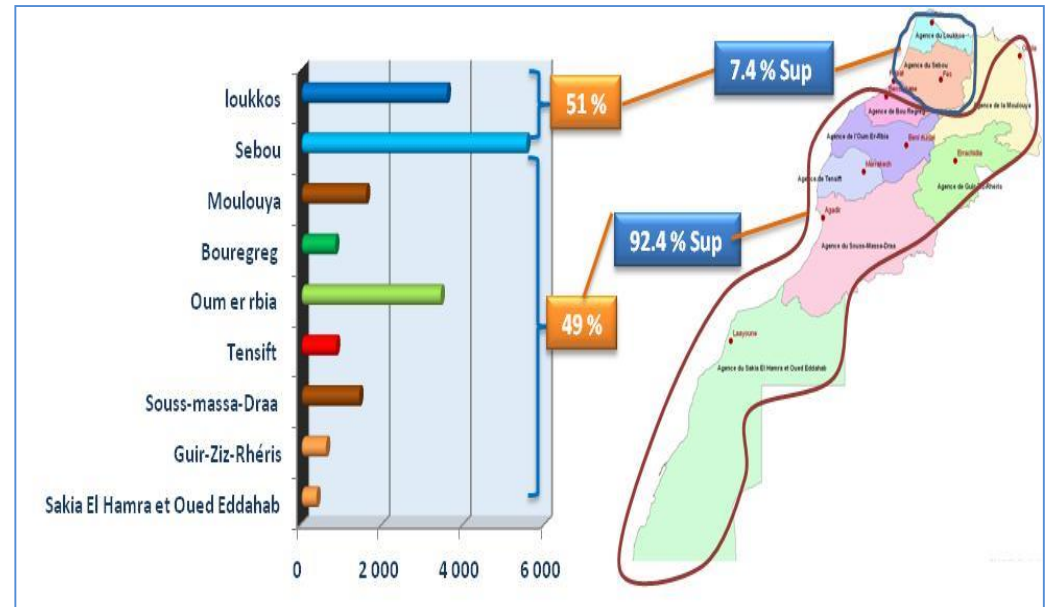 loukkos
Sebou
Moulouya
Bouregreg
Oum er rbia
Tensift
Souss-massa-Draa
Guir-Ziz-Rhéris
Sakia El Hamra et Oued Eddahab
0
2 000
4 000
6 000
51 %
49 %
7.4 % Sup
92.4 % Sup
Agence du Loukkos
Agence du Sebou
Fes
Agence de la Moulouya
Agence de Bou Regreg
Agence de l'Oum Er-Rbia
Beni Mellal
Errachidia
Marrakech
Agence de Tensift
Agence de Guir-Ziz-Rhéris
Agadir
Agence du Souss-Massa-Draa
Laayoune
Agence du Sakia El Hamra et Oued Eddahab